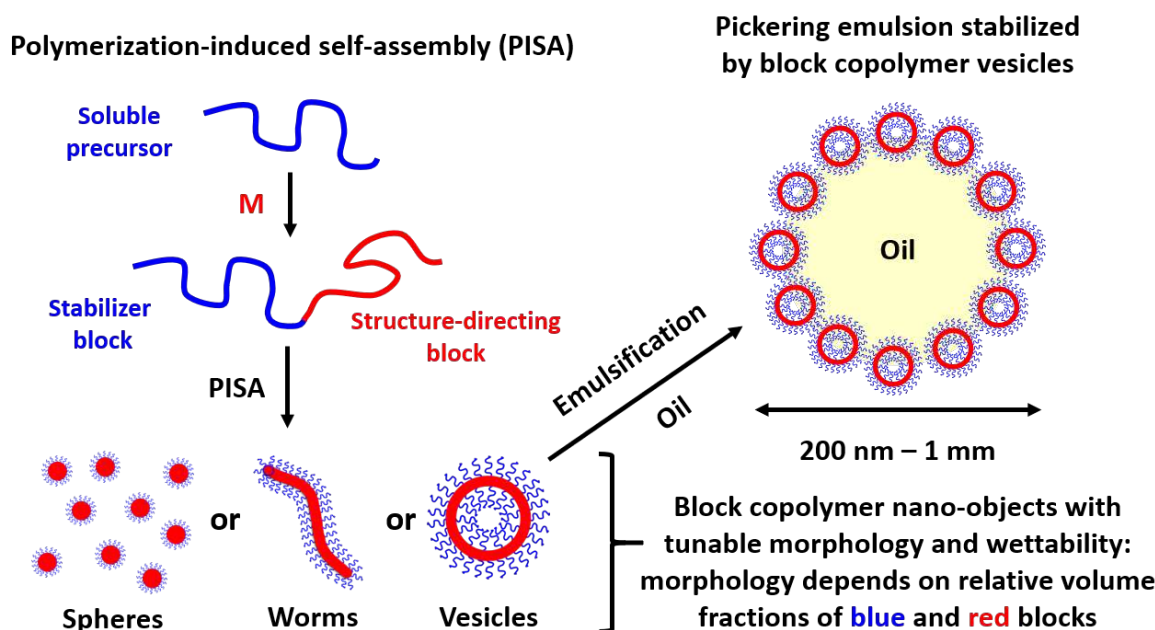 Polymerization-induced self-assembly (PISA)
Soluble
precursor
M
Stabilizer
block
Structure-directing
block
PISA
Spheres
or
Worms
or
Vesicles
Emulsification
Oil
Pickering emulsion stabilized
by block copolymer vesicles
Oil
200 nm – 1 mm
Block copolymer nano-objects with
tunable morphology and wettability:
morphology depends on relative volume
fractions of blue and red blocks